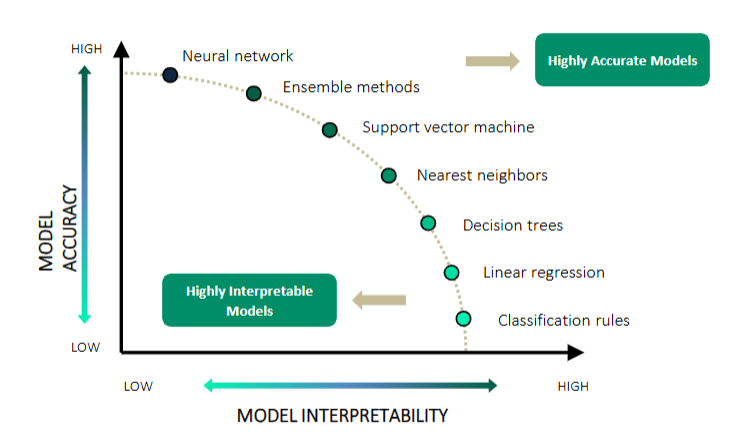 HIGH
Neural network
Highly Accurate Models
Ensemble methods
Support vector machine
Nearest neighbors
MODEL
ACCURACY
Decision trees
Linear regression
Highly Interpretable
Models
Classification rules
LOW
LOW
HIGH
MODEL INTERPRETABILITY